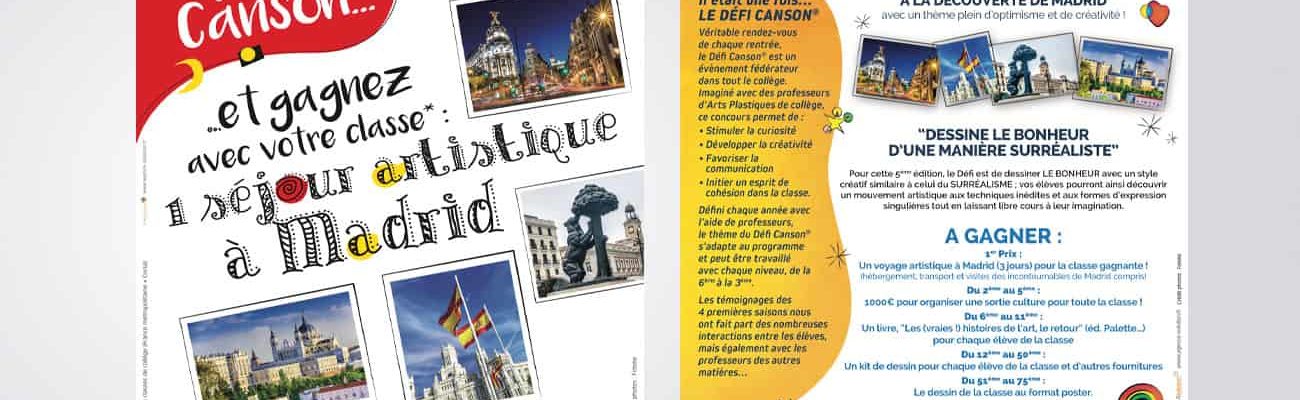 Canson...
...et gagnez
avec votre classe* :
1 séjour artistique
à Madrid
Il était une fois...
LE DÉFI CANSON®
Véritable rendez-vous
de chaque rentrée,
le Défi Canson® est un
évènement fédérateur
dans tout le collège.
Imaginé avec des professeurs
d'Arts Plastiques de collège,
ce concours permet de :
• Stimuler la curiosité
• Développer la créativité
• Favoriser la
communication
• Initier un esprit de
cohésion dans la classe.
Défini chaque année avec
l'aide de professeurs,
le thème du Défi Canson®
s'adapte au programme
et peut être travaillé
avec chaque niveau, de la
6ème à la 3ème.
Les témoignages des
4 premières saisons nous
ont fait part des nombreuses
interactions entre les élèves,
mais également avec les
professeurs des autres
matières...
À LA DÉCOUVERTE DE MADRID
avec un thème plein d'optimisme et de créativité !
"DESSINE LE BONHEUR
D'UNE MANIÈRE SURRÉALISTE"
Pour cette 5ème édition, le Défi est de dessiner LE BONHEUR avec un style
créatif similaire à celui du SURRÉALISME ; vos élèves pourront ainsi découvrir
un mouvement artistique aux techniques inédites et aux formes d'expression
singulières tout en laissant libre cours à leur imagination.
A GAGNER :
1er Prix :
Un voyage artistique à Madrid (3 jours) pour la classe gagnante !
(hébergement, transport et visites des incontournables de Madrid compris)
Du 2ème au 5ème :
1000€ pour organiser une sortie culture pour toute la classe !
Du 6ème au 11ème :
Un livre, "Les (vraies !) histoires de l'art, le retour" (éd. Palette...)
pour chaque élève de la classe
Du 12ème au 50ème :
Un kit de dessin pour chaque élève de la classe et d'autres fournitures
Du 51ème au 75ème :
Le dessin de la classe au format poster.